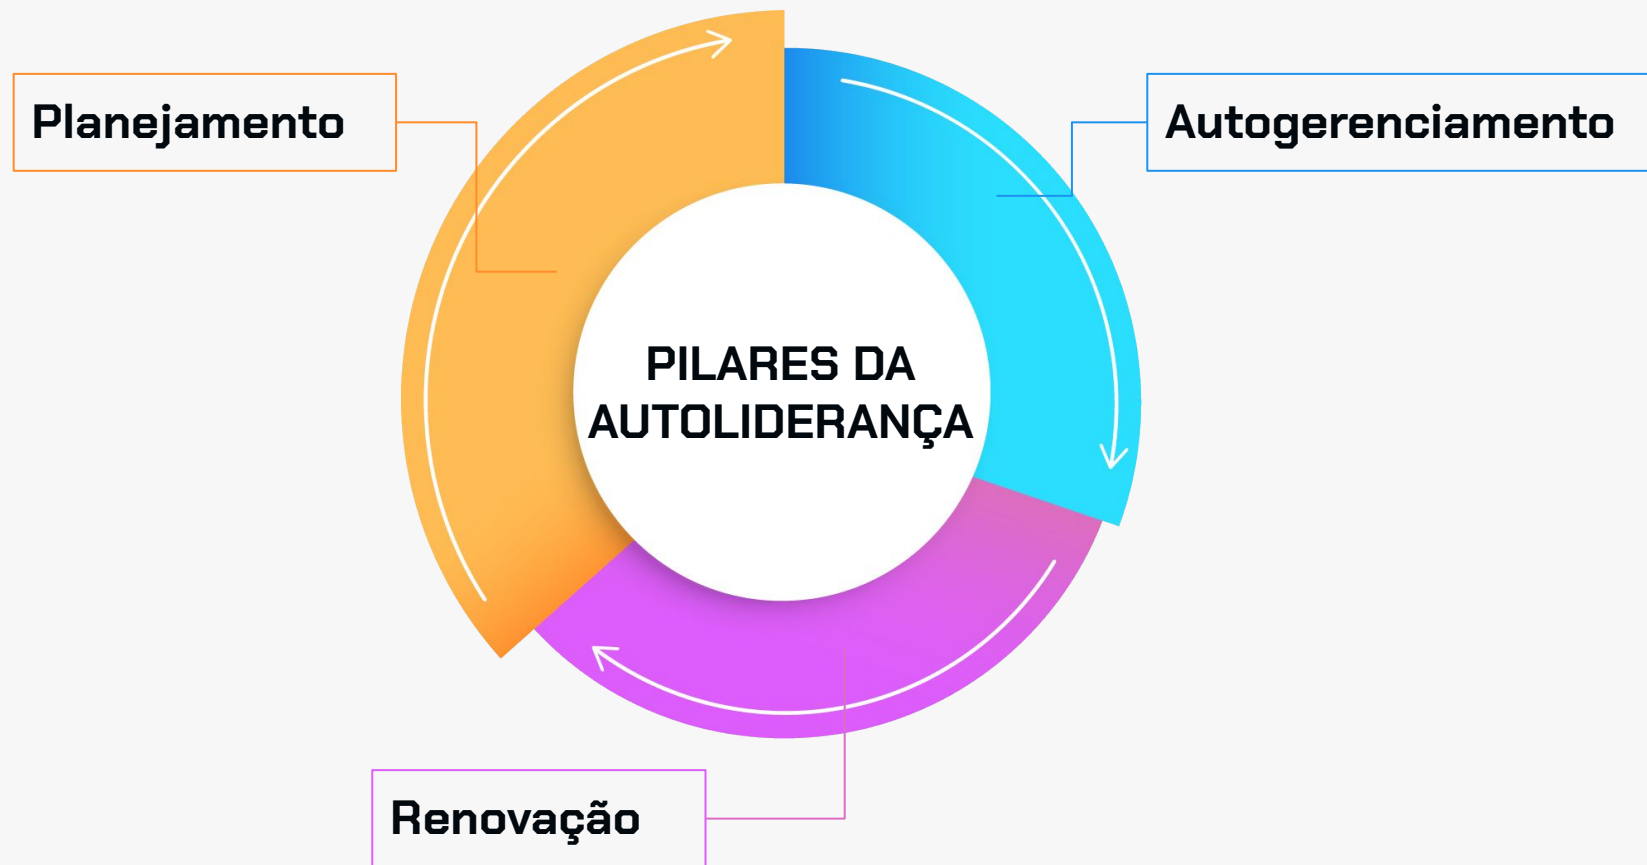 Planejamento
Autogerenciamento
PILARES DA
AUTOLIDERANÇA
Renovação